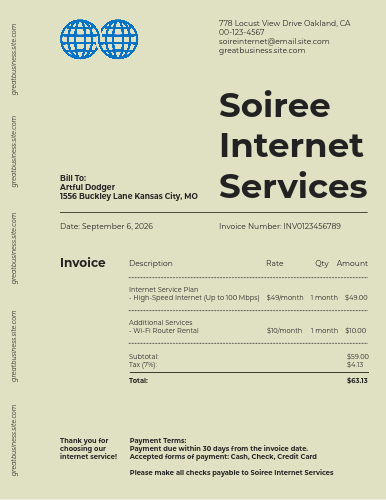 greatbusiness.site.com
greatbusiness.site.com
greatbusiness.site.com
greatbusiness.site.com
greatbusiness.site.com
778 Locust View Drive Oakland, CA
00-123-4567
soireinternet@email.site.com
greatbusiness.site.com
Soiree
Internet
Services
Bill To:
Artful Dodger
1556 Buckley Lane Kansas City, MO
Date: September 6, 2026 Invoice Number: INV0123456789
Invoice Description Rate Qty Amount
Internet Service Plan
- High-Speed Internet (Up to 100 Mbps) $49/month 1 month $49.00
Additional Services
- Wi-Fi Router Rental $10/month 1 month $10.00
Subtotal: $59.00
Tax (7%): $4.13
Total: $63.13
Thank you for
choosing our
internet service!
Payment Terms:
Payment due within 30 days from the invoice date.
Accepted forms of payment: Cash, Check, Credit Card
Please make all checks payable to Soiree Internet Services